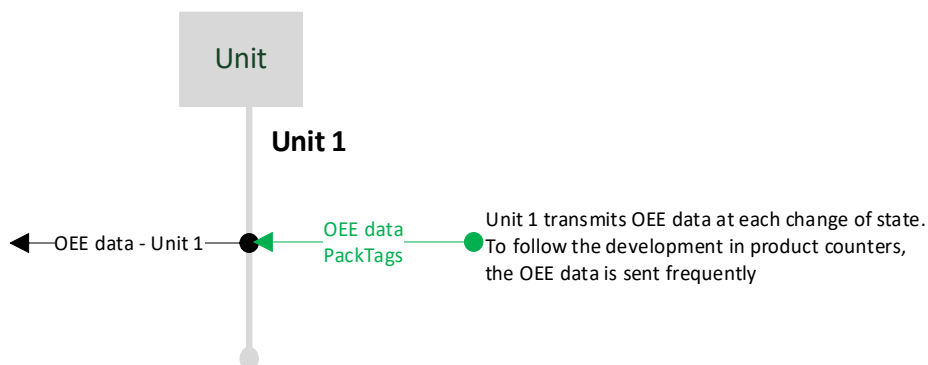 Unit
Unit 1
OEE data - Unit 1
OEE data
PackTags
Unit 1 transmits OEE data at each change of state.
To follow the development in product counters,
the OEE data is sent frequently